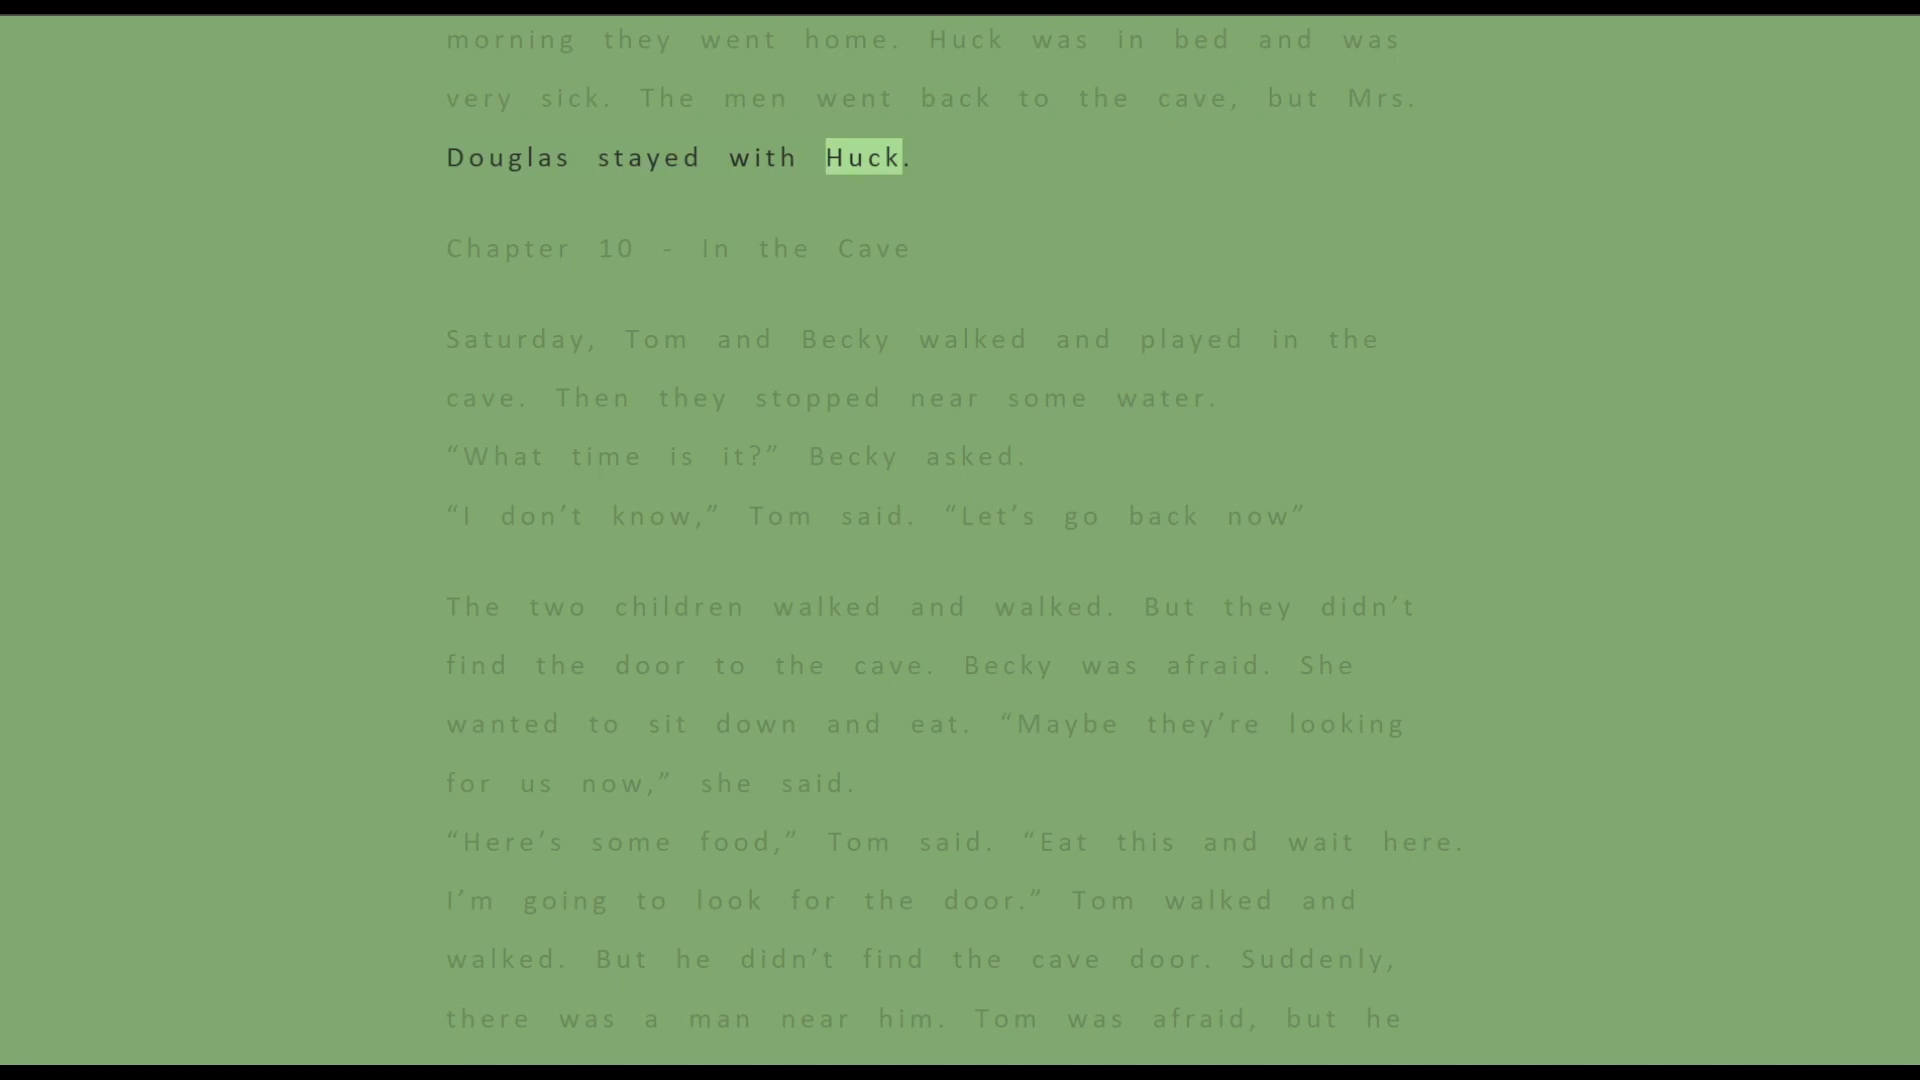 morning they went home. Huck was in bed and was
very sick. The men went back to the cave, but Mrs.
Douglas stayed with Huck.
Chapter 10 - In the Cave
Saturday, Tom and Becky walked and played in the
cave. Then they stopped near some water.
“What time is it?” Becky asked.
“I don’t know,” Tom said. “Let’s go back now”
The two children walked and walked. But they didn’t
find the door to the cave. Becky was afraid. She
wanted to sit down and eat. “Maybe they’re looking
for us now,” she said.
“Here’s some food,” Tom said. “Eat this and wait here.
I’m going to look for the door.” Tom walked and
walked. But he didn’t find the cave door. Suddenly,
there was a man near him. Tom was afraid, but he